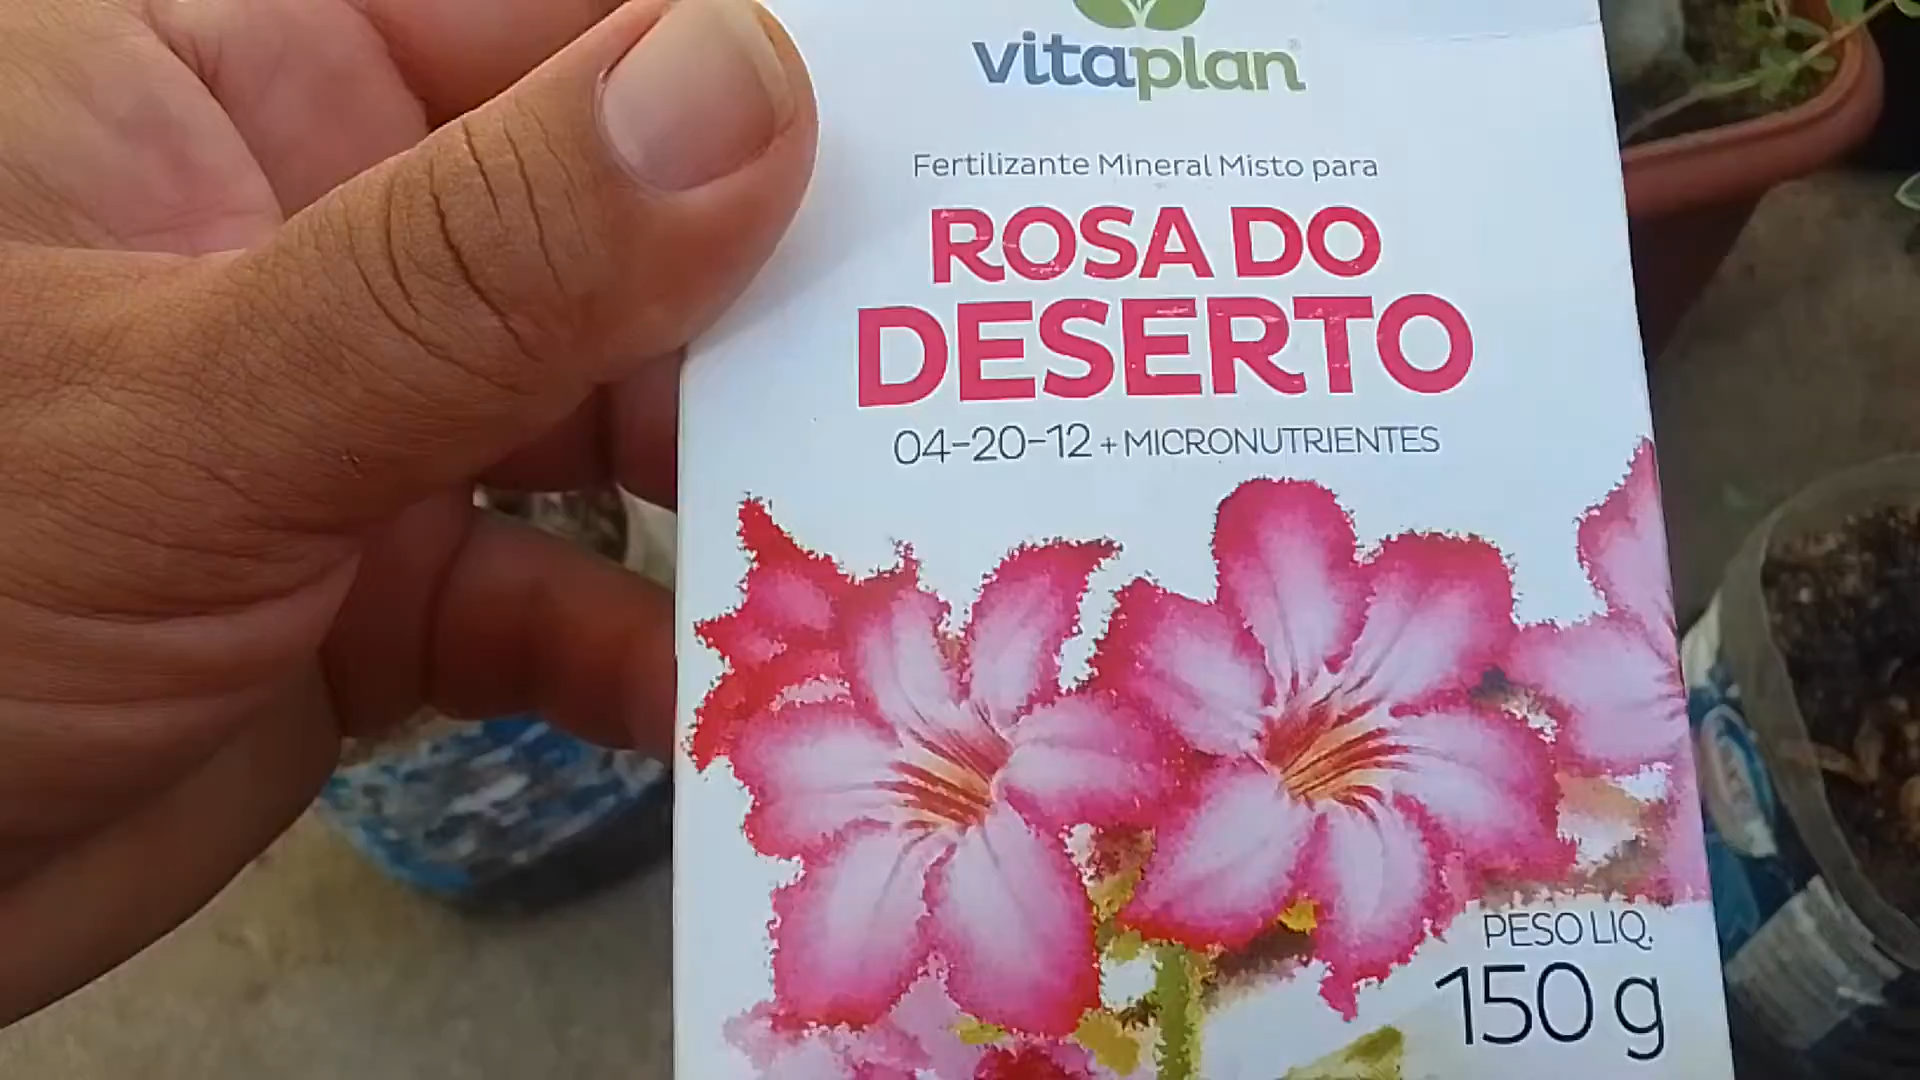 vitaplan
Fertilizante Mineral Misto para
ROSA DO
DESERTO
04-20-12 + MICRONUTRIENTES
PESO LIQ.
150 g